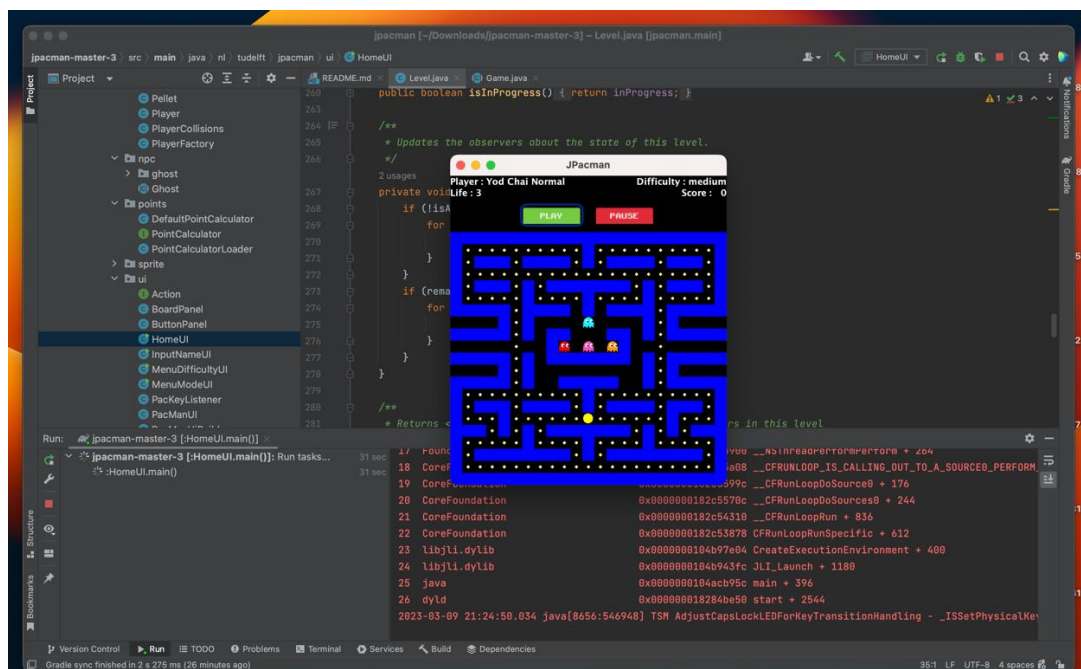 jpacman [~/Downloads/jpacman-master-3] – Level.java [jpacman.main]
jpacman-master-3 〉 src 〉 main 〉 java 〉 nl 〉 tudelft 〉 jpacman 〉 ui 〉 HomeUI
HomeUI
Project
Project
README.md
Level.java
Game.java
Pellet
Player
PlayerCollisions
PlayerFactory
npc
ghost
Ghost
points
DefaultPointCalculator
PointCalculator
PointCalculatorLoader
sprite
ui
Action
BoardPanel
ButtonPanel
HomeUI
InputNameUI
MenuDifficultyUI
MenuModeUI
PacKeyListener
PacManUI
260 public boolean isInProgress() { return inProgress; }
263
264 /**
265 * Updates the observers about the state of this level.
266 */
2 usages
267 private void
268 if (!isA
269 for
270
271 }
272 }
273 if (rema
274 for
275
276 }
277 }
278 }
279
280 /**
281 * Returns < rs in this level
1 3
Notifications
Gradle
JPacman
Player : Yod Chai Normal Difficulty : medium
Life : 3 Score : 0
PLAY PAUSE
Run: jpacman-master-3 [:HomeUI.main()]
jpacman-master-3 [:HomeUI.main()]: Run tasks... 31 sec
:HomeUI.main() 31 sec
17 __NSThreadPerformPerform + 264
18 CoreF __CFRUNLOOP_IS_CALLING_OUT_TO_A_SOURCE0_PERFORM_
19 CoreF __CFRunLoopDoSource0 + 176
20 CoreFoundation 0x0000000182c5570c __CFRunLoopDoSources0 + 244
21 CoreFoundation 0x0000000182c54310 __CFRunLoopRun + 836
22 CoreFoundation 0x0000000182c53878 CFRunLoopRunSpecific + 612
23 libjli.dylib 0x0000000104b97e04 CreateExecutionEnvironment + 400
24 libjli.dylib 0x0000000104b943fc JLI_Launch + 1180
25 java 0x0000000104acb95c main + 396
26 dyld 0x000000018284be50 start + 2544
2023-03-09 21:24:50.034 java[8656:546948] TSM AdjustCapsLockLEDForKeyTransitionHandling - _ISSetPhysicalKey
Structure
Bookmarks
Version Control Run TODO Problems Terminal Services Build Dependencies
Gradle sync finished in 2 s 275 ms (26 minutes ago) 35:1 LF UTF-8 4 spaces